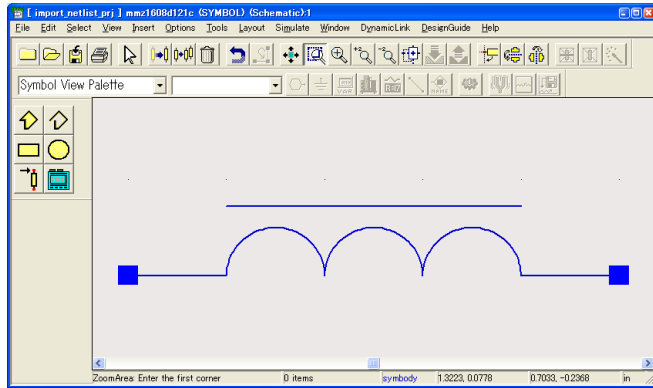 [ import_netlist_prj ] mmz1608d121c (SYMBOL) (Schematic):1
File Edit Select View Insert Options Tools Layout Simulate Window DynamicLink DesignGuide Help
Symbol View Palette
VAR
NAME
ZoomArea: Enter the first corner 0 items symbody 1.3223, 0.0778 0.7033, -0.2368 in